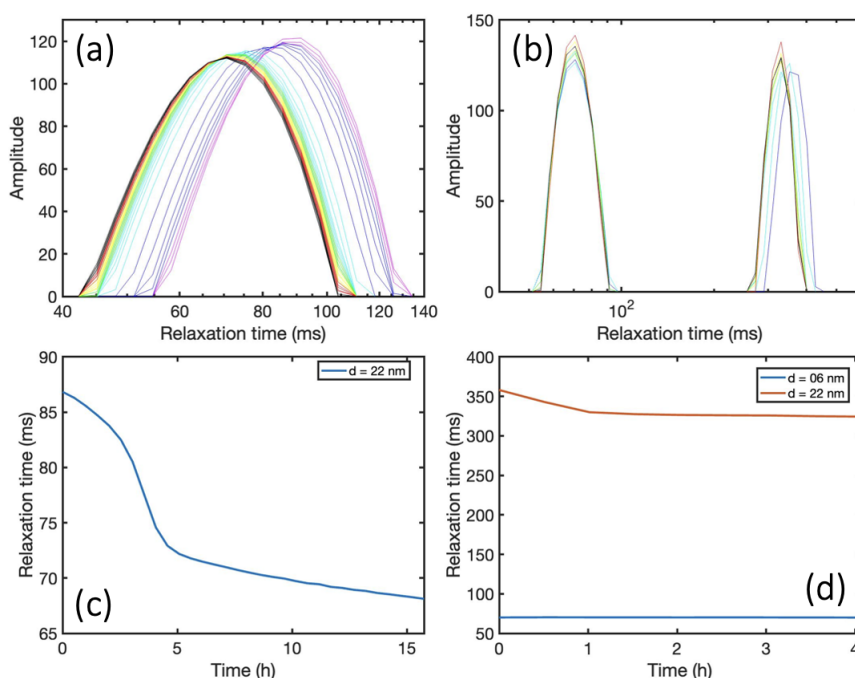 (a)
120
100
80
60
40
20
0
Amplitude
40 60 80 100 120 140
Relaxation time (ms)
(b)
150
100
50
0
Amplitude
10²
Relaxation time (ms)
90
85
80
75
70
65
Relaxation time (ms)
d = 22 nm
(c)
0 5 10 15
Time (h)
400
350
300
250
200
150
100
50
Relaxation time (ms)
d = 06 nm
d = 22 nm
(d)
0 1 2 3 4
Time (h)